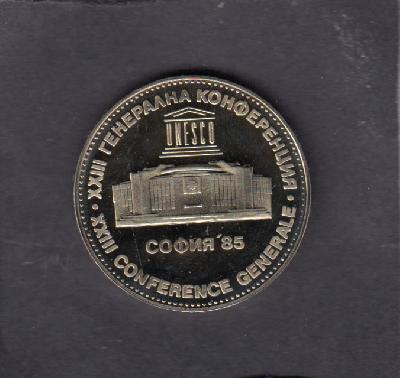 XXIII ГЕНЕРАЛНА КОНФЕРЕНЦИЯ
UNESCO
СОФИЯ '85
XXIII CONFERENCE GENERALE